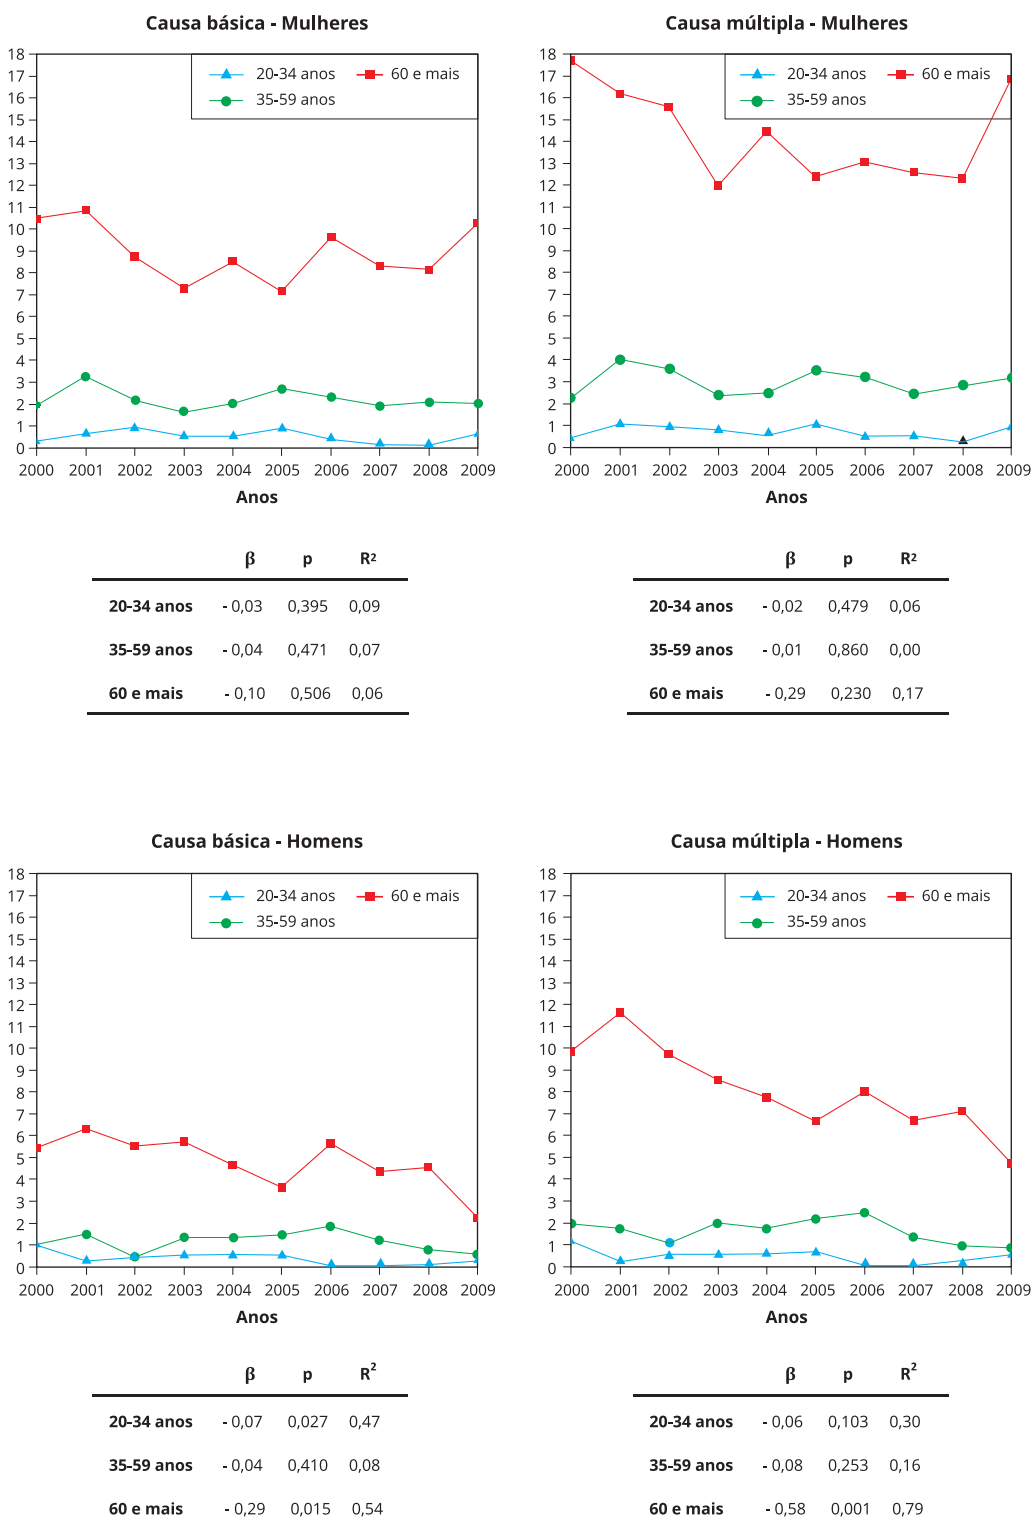 Causa básica - Mulheres
18
17
16
15
14
13
12
11
10
9
8
7
6
5
4
3
2
1
0
20-34 anos
60 e mais
35-59 anos
2000 2001 2002 2003 2004 2005 2006 2007 2008 2009
Anos
β p R2
20-34 anos - 0,03 0,395 0,09
35-59 anos - 0,04 0,471 0,07
60 e mais - 0,10 0,506 0,06
Causa múltipla - Mulheres
18
17
16
15
14
13
12
11
10
9
8
7
6
5
4
3
2
1
0
20-34 anos
60 e mais
35-59 anos
2000 2001 2002 2003 2004 2005 2006 2007 2008 2009
Anos
β p R2
20-34 anos - 0,02 0,479 0,06
35-59 anos - 0,01 0,860 0,00
60 e mais - 0,29 0,230 0,17
Causa básica - Homens
18
17
16
15
14
13
12
11
10
9
8
7
6
5
4
3
2
1
0
20-34 anos
60 e mais
35-59 anos
2000 2001 2002 2003 2004 2005 2006 2007 2008 2009
Anos
β p R²
20-34 anos - 0,07 0,027 0,47
35-59 anos - 0,04 0,410 0,08
60 e mais - 0,29 0,015 0,54
Causa múltipla - Homens
18
17
16
15
14
13
12
11
10
9
8
7
6
5
4
3
2
1
0
20-34 anos
60 e mais
35-59 anos
2000 2001 2002 2003 2004 2005 2006 2007 2008 2009
Anos
β p R²
20-34 anos - 0,06 0,103 0,30
35-59 anos - 0,08 0,253 0,16
60 e mais - 0,58 0,001 0,79